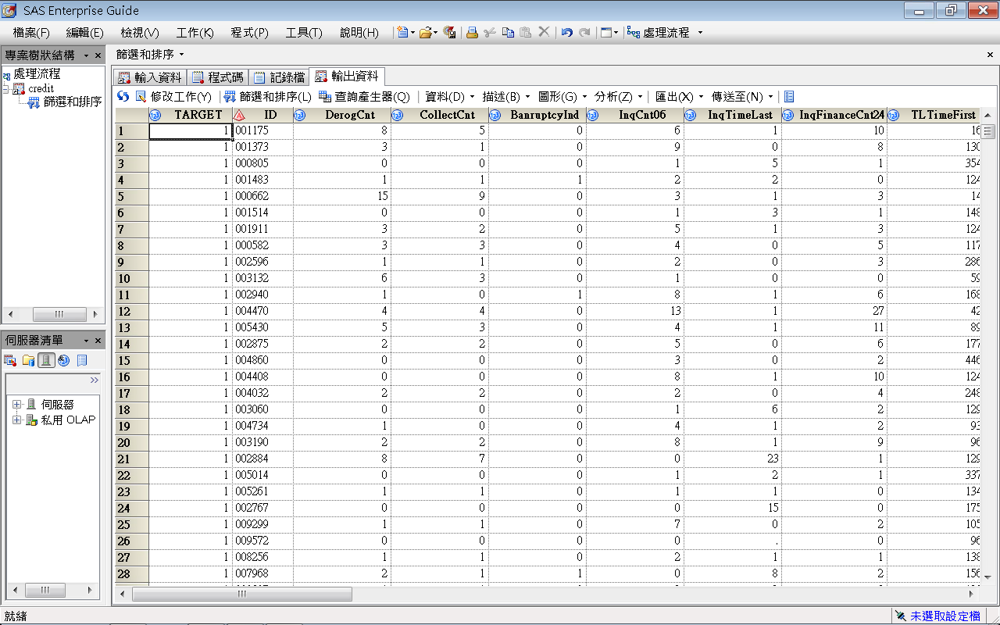 SAS Enterprise Guide
檔案(F) 編輯(E) 檢視(V) 工作(K) 程式(P) 工具(T) 說明(H) 處理流程
專案樹狀結構
處理流程
credit
篩選和排序
篩選和排序
輸入資料 程式碼 記錄檔 輸出資料
修改工作(Y) 篩選和排序(L) 查詢產生器(Q) 資料(D) 描述(B) 圖形(C) 分析(Z) 匯出(X) 傳送至(N)
TARGET ID DerogCnt CollectCnt BanruptcyInd InqCnt06 InqTimeLast InqFinanceCnt24 TLTimeFirst
1 1 001175 8 5 0 6 1 10 16
2 1 001373 3 1 0 9 0 8 130
3 1 000805 0 0 0 1 5 1 354
4 1 001483 1 1 1 2 2 0 124
5 1 000662 15 9 0 3 1 3 14
6 1 001514 0 0 0 1 3 1 148
7 1 001911 3 2 0 5 1 3 124
8 1 000582 3 3 0 4 0 5 117
9 1 002596 1 1 0 2 0 3 286
10 1 003132 6 3 0 1 0 0 59
11 1 002940 1 0 1 8 1 6 168
12 1 004470 4 4 0 13 1 27 42
13 1 005430 5 3 0 4 1 11 89
14 1 002875 2 2 0 5 0 6 177
15 1 004860 0 0 0 3 0 2 446
16 1 004408 0 0 0 8 1 10 124
17 1 004032 2 2 0 2 0 4 248
18 1 003060 0 0 0 1 6 2 129
19 1 004734 1 0 0 4 1 2 93
20 1 003190 2 2 0 8 1 9 96
21 1 002884 8 7 0 0 23 1 129
22 1 005014 0 0 0 1 2 1 337
23 1 005261 1 1 0 1 1 0 134
24 1 002767 0 0 0 0 15 0 175
25 1 009299 1 1 0 7 0 2 105
26 1 009572 0 0 0 0 . 0 96
27 1 008256 1 1 0 2 1 1 138
28 1 007968 2 1 1 0 8 2 156
伺服器清單
伺服器
私用 OLAP
就緒
未選取設定檔